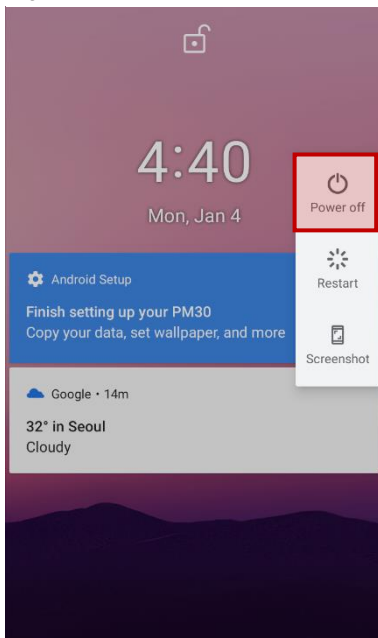 4:40
Mon, Jan 4
Power off
Restart
Screenshot
Android Setup
Finish setting up your PM30
Copy your data, set wallpaper, and more
Google • 14m
32° in Seoul
Cloudy